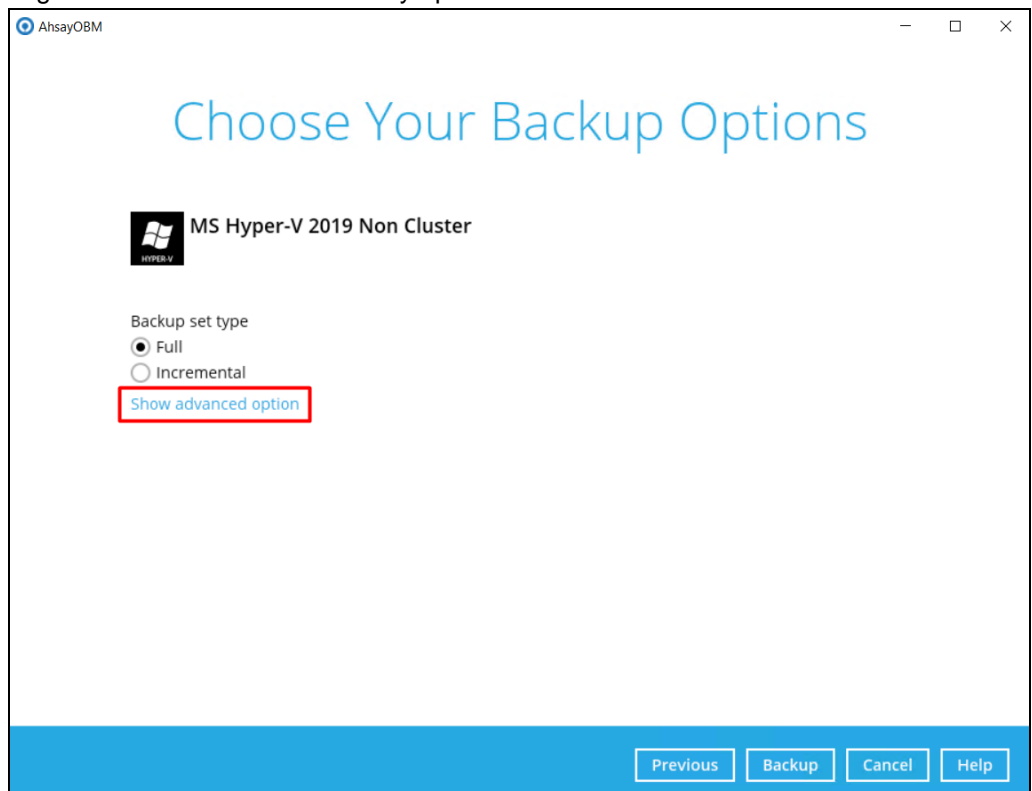 AhsayOBM
Choose Your Backup Options
MS Hyper-V 2019 Non Cluster
HYPER-V
Backup set type
Full
Incremental
Show advanced option
Previous Backup Cancel Help